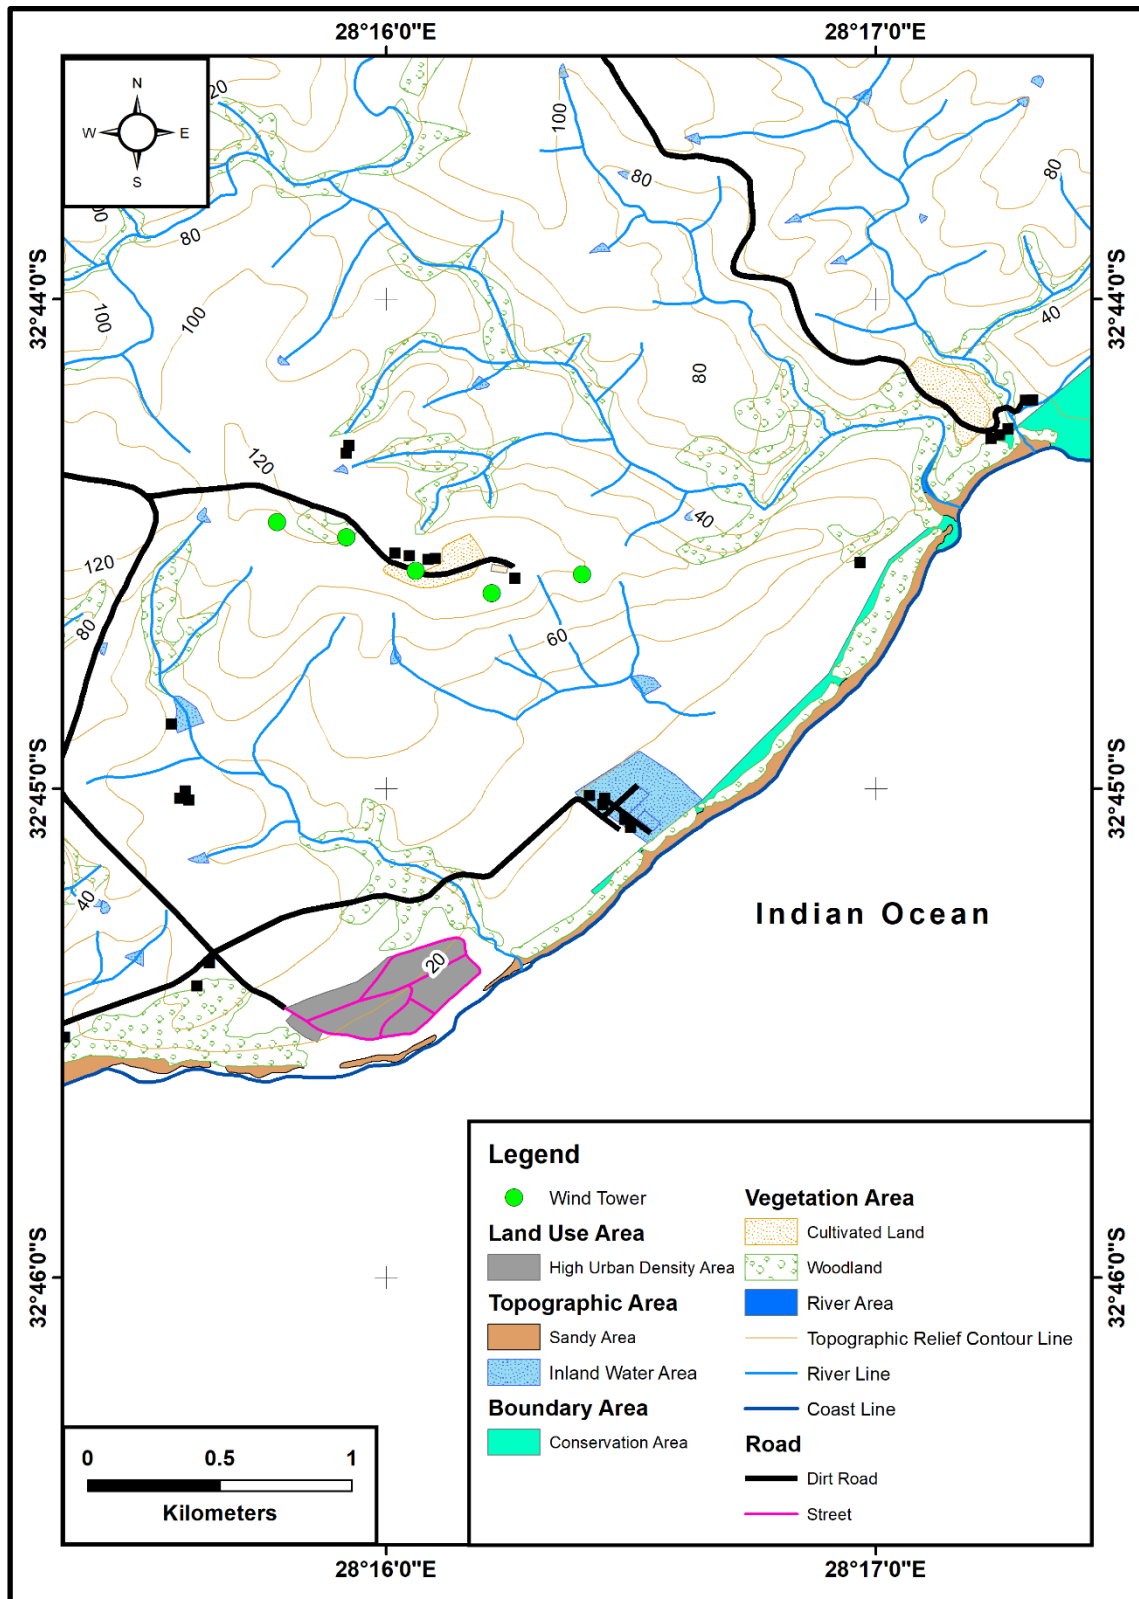 28°16'0"E
28°17'0"E
N
W
E
S
20
100
80
80
80
100
100
32°44'0"S
32°44'0"S
40
80
120
40
120
80
60
32°45'0"S
32°45'0"S
40
Indian Ocean
20
Legend
Wind Tower
Land Use Area
High Urban Density Area
Topographic Area
Sandy Area
Inland Water Area
Boundary Area
Conservation Area
Vegetation Area
Cultivated Land
Woodland
River Area
Topographic Relief Contour Line
River Line
Coast Line
Road
Dirt Road
Street
32°46'0"S
32°46'0"S
0
0.5
1
Kilometers
28°16'0"E
28°17'0"E